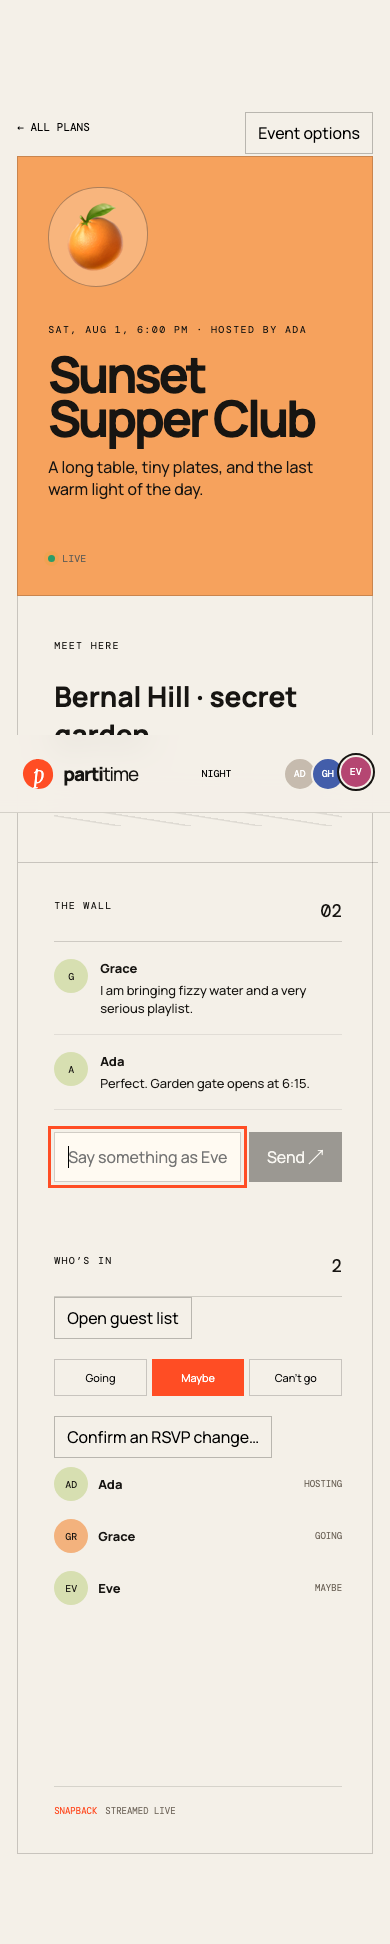 ← ALL PLANS
Event options
SAT, AUG 1, 6:00 PM · HOSTED BY ADA
Sunset
Supper Club
A long table, tiny plates, and the last
warm light of the day.
LIVE
MEET HERE
Bernal Hill · secret
garden
partitime
NIGHT
AD
GH
EV
THE WALL
02
G
Grace
I am bringing fizzy water and a very
serious playlist.
A
Ada
Perfect. Garden gate opens at 6:15.
Say something as Eve
Send ↗
WHO'S IN
2
Open guest list
Going
Maybe
Can't go
Confirm an RSVP change…
AD
Ada
HOSTING
GR
Grace
GOING
EV
Eve
MAYBE
SNAPBACK STREAMED LIVE